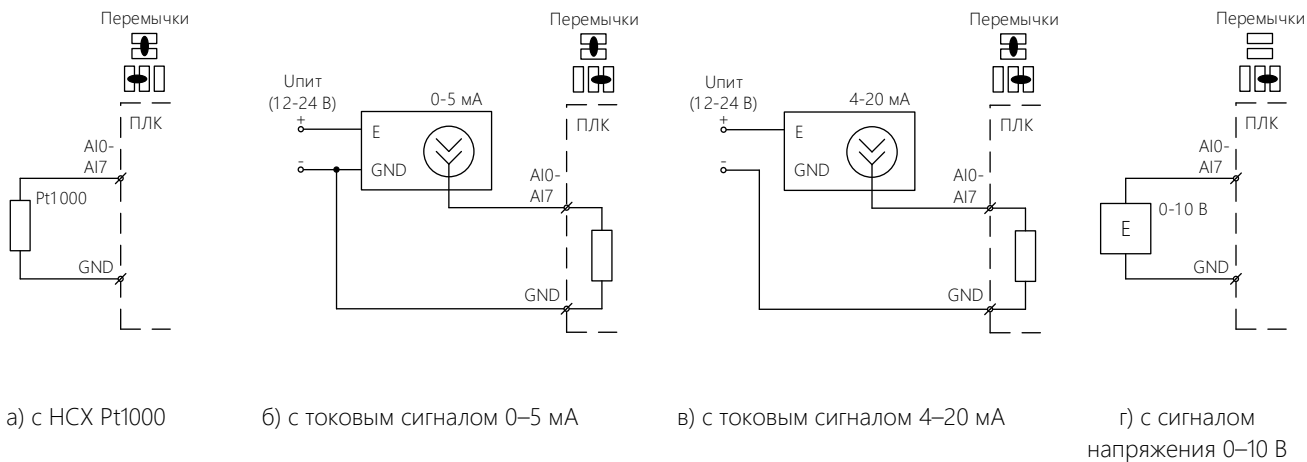 Перемычки
ПЛК
AI0-
AI7
Pt1000
GND
а) с НСХ Pt1000
Перемычки
Uпит
(12-24 В)
+
-
0-5 мА
E
GND
ПЛК
AI0-
AI7
GND
б) с токовым сигналом 0–5 мА
Перемычки
Uпит
(12-24 В)
+
-
4-20 мА
E
GND
ПЛК
AI0-
AI7
GND
в) с токовым сигналом 4–20 мА
Перемычки
ПЛК
AI0-
AI7
0-10 В
E
GND
г) с сигналом
напряжения 0–10 В